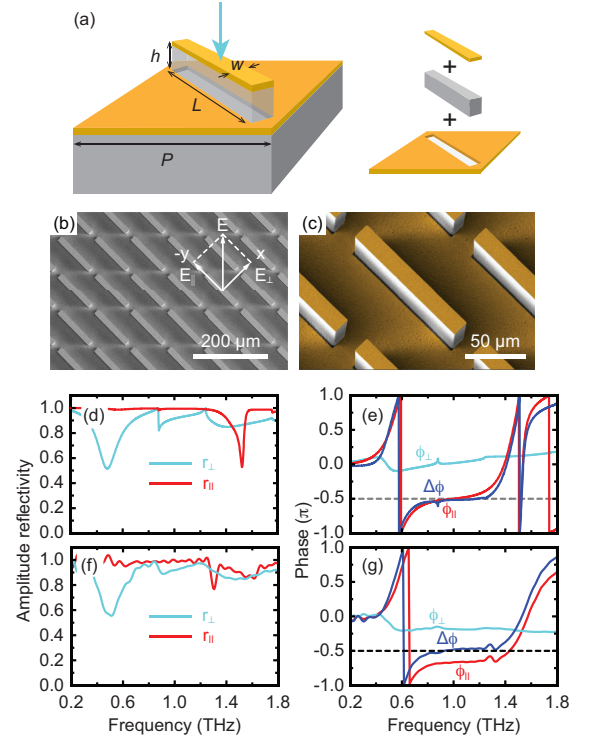 (a)
h
w
L
P
+
+
(b)
-y
E
x
E||
E⊥
200 µm
(c)
50 µm
(d)
1.0
0.8
0.6
0.4
0.2
0.0
r⊥
r||
(e)
1.0
0.5
0.0
-0.5
-1.0
ϕ⊥
Δϕ
ϕ||
Amplitude reflectivity
Phase (π)
(f)
1.0
0.8
0.6
0.4
0.2
0.0
r⊥
r||
0.2 0.6 1.0 1.4 1.8
Frequency (THz)
(g)
1.0
0.5
0.0
-0.5
-1.0
ϕ⊥
Δϕ
ϕ||
0.2 0.6 1.0 1.4 1.8
Frequency (THz)